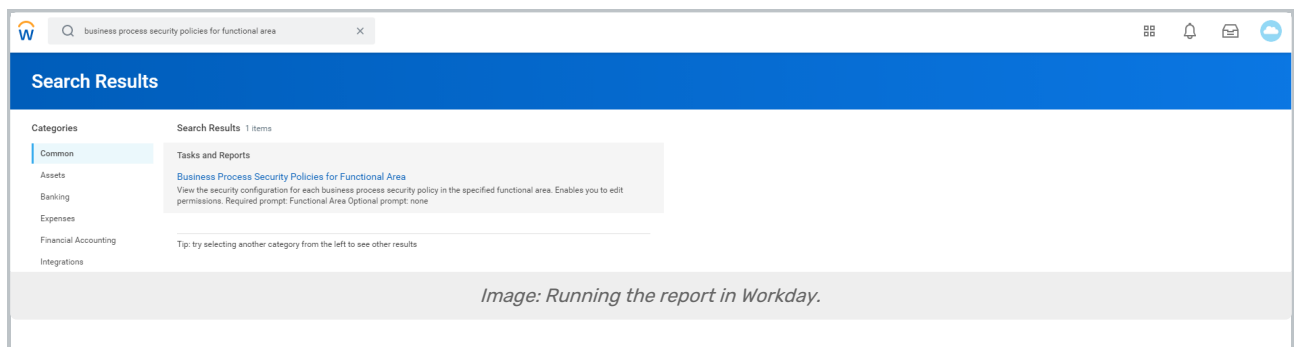 business process security policies for functional area
Search Results
Categories
Common
Assets
Banking
Expenses
Financial Accounting
Integrations
Search Results 1 items
Tasks and Reports
Business Process Security Policies for Functional Area
View the security configuration for each business process security policy in the specified functional area. Enables you to edit
permissions. Required prompt: Functional Area Optional prompt: none
Tip: try selecting another category from the left to see other results
Image: Running the report in Workday.